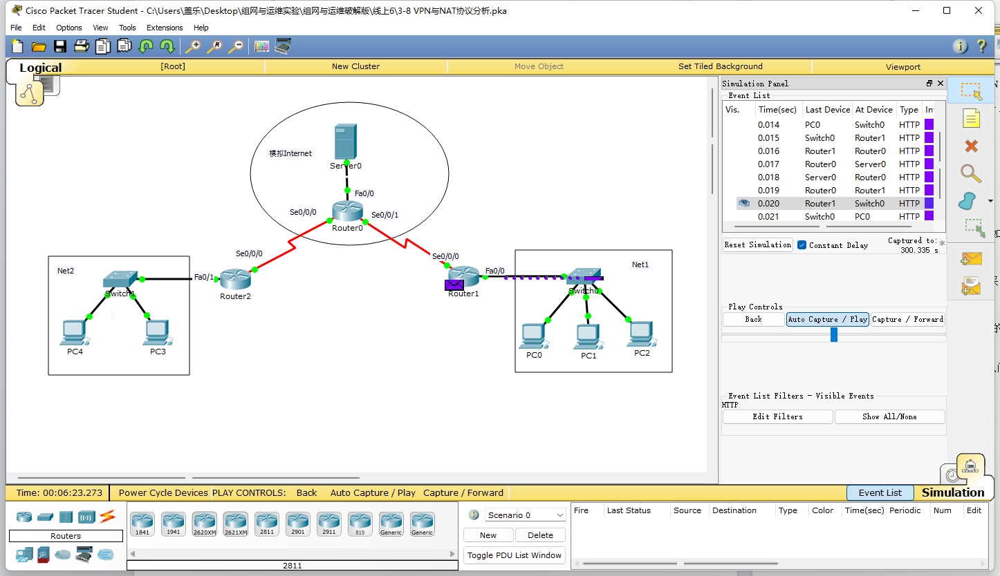 Cisco Packet Tracer Student - C:\Users\盖乐\Desktop\组网与运维实验\组网与运维破解版\线上6\3-8 VPN与NAT协议分析.pka
File Edit Options View Tools Extensions Help
Logical [Root] New Cluster Move Object Set Tiled Background Viewport
模拟Internet
Server0
Fa0/0
Se0/0/0
Se0/0/1
Router0
Se0/0/0
Se0/0/0
Net2
Fa0/1
Switch1
Router2
PC4
PC3
Fa0/0
Router1
Net1
Switch0
PC0
PC1
PC2
Simulation Panel
Event List
Vis. Time(sec) Last Device At Device Type In
0.014 PC0 Switch0 HTTP
0.015 Switch0 Router1 HTTP
0.016 Router1 Router0 HTTP
0.017 Router0 Server0 HTTP
0.018 Server0 Router0 HTTP
0.019 Router0 Router1 HTTP
0.020 Router1 Switch0 HTTP
0.021 Switch0 PC0 HTTP
Reset Simulation Constant Delay Captured to: *
300.335 s
Play Controls
Back Auto Capture / Play Capture / Forward
Event List Filters - Visible Events
HTTP
Edit Filters Show All/None
Time: 00:06:23.273 Power Cycle Devices PLAY CONTROLS: Back Auto Capture / Play Capture / Forward Event List Simulation
Routers
1841 1941 2620XM 2621XM 2811 2901 2911 819 Generic Generic
2811
Scenario 0
New Delete
Toggle PDU List Window
Fire Last Status Source Destination Type Color Time(sec) Periodic Num Edit